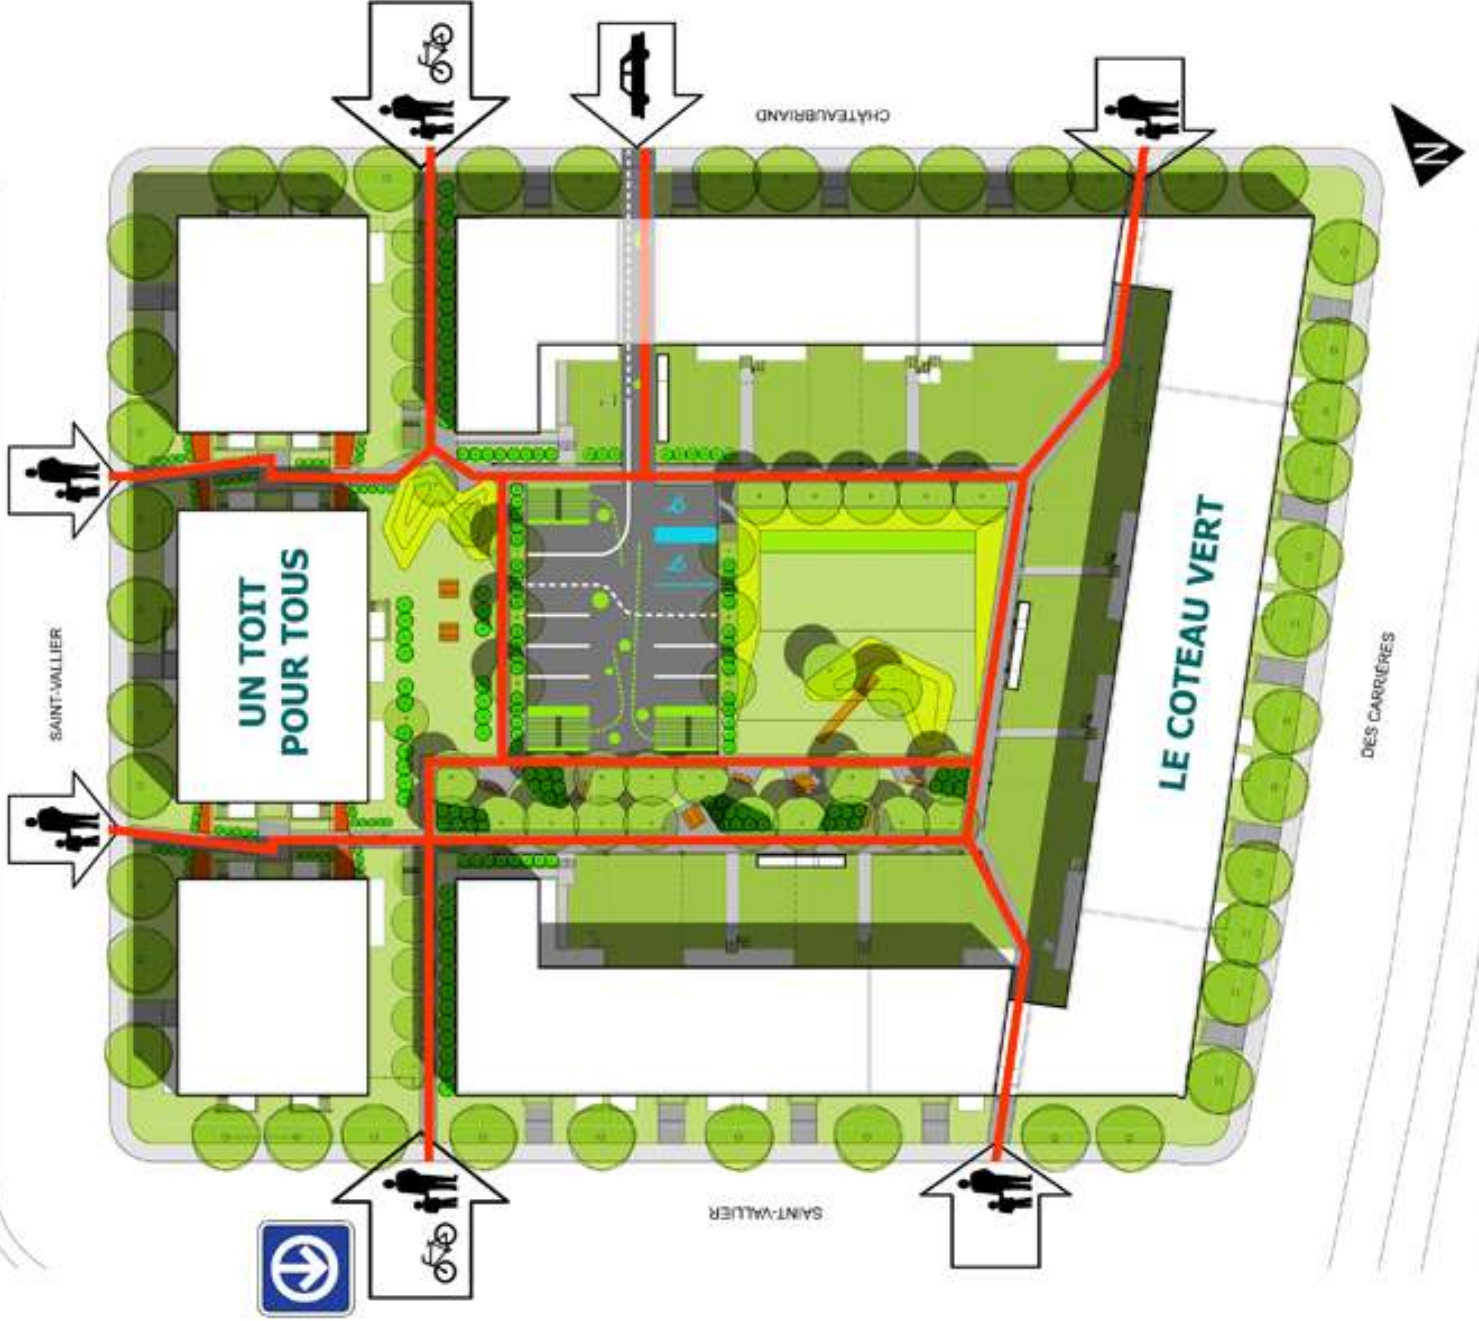 CHÂTEAUBRIAND
N
SAINT-VALLIER
UN TOIT
POUR TOUS
LE COTEAU VERT
DES CARRIÈRES
SAINT-VALLIER